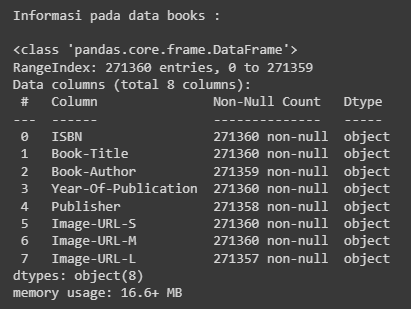 Informasi pada data books :

<class 'pandas.core.frame.DataFrame'>
RangeIndex: 271360 entries, 0 to 271359
Data columns (total 8 columns):
 #   Column               Non-Null Count   Dtype
---  ------               --------------   -----
 0   ISBN                 271360 non-null  object
 1   Book-Title           271360 non-null  object
 2   Book-Author          271359 non-null  object
 3   Year-Of-Publication  271360 non-null  object
 4   Publisher            271358 non-null  object
 5   Image-URL-S          271360 non-null  object
 6   Image-URL-M          271360 non-null  object
 7   Image-URL-L          271357 non-null  object
dtypes: object(8)
memory usage: 16.6+ MB